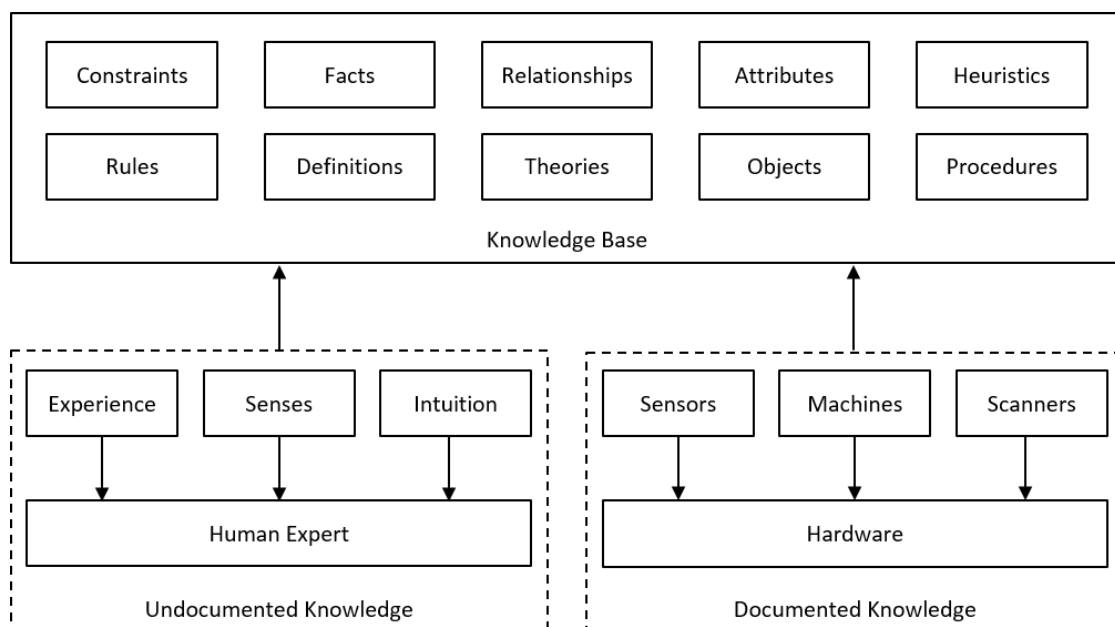 Constraints Facts Relationships Attributes Heuristics
Rules Definitions Theories Objects Procedures
Knowledge Base
Experience Senses Intuition
Human Expert
Undocumented Knowledge
Sensors Machines Scanners
Hardware
Documented Knowledge